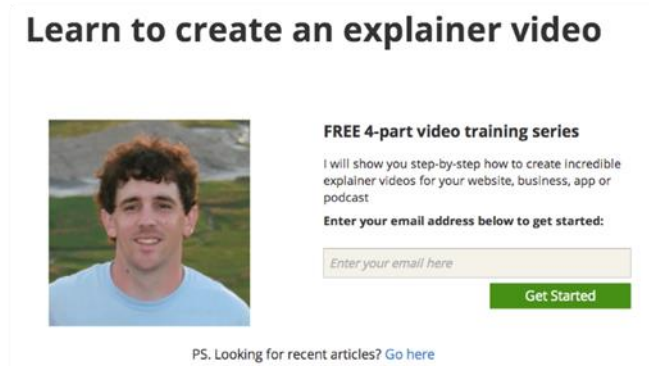 Learn to create an explainer video
FREE 4-part video training series
I will show you step-by-step how to create incredible
explainer videos for your website, business, app or
podcast
Enter your email address below to get started:
Enter your email here
Get Started
PS. Looking for recent articles? Go here